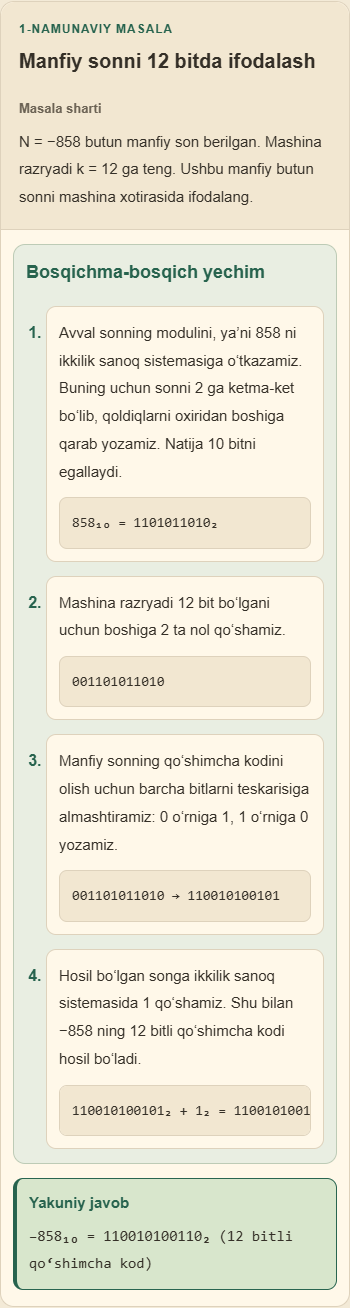 1-NAMUNAVIY MASALA
Manfiy sonni 12 bitda ifodalash
Masala sharti
N = −858 butun manfiy son berilgan. Mashina
razryadi k = 12 ga teng. Ushbu manfiy butun
sonni mashina xotirasida ifodalang.
Bosqichma-bosqich yechim
1. Avval sonning modulini, ya’ni 858 ni
ikkilik sanoq sistemasiga o‘tkazamiz.
Buning uchun sonni 2 ga ketma-ket
bo‘lib, qoldiqlarni oxiridan boshiga
qarab yozamiz. Natija 10 bitni
egallaydi.
858₁₀ = 1101011010₂
2. Mashina razryadi 12 bit bo‘lgani
uchun boshiga 2 ta nol qo‘shamiz.
001101011010
3. Manfiy sonning qo‘shimcha kodini
olish uchun barcha bitlarni teskarisiga
almashtiramiz: 0 o‘rniga 1, 1 o‘rniga 0
yozamiz.
001101011010 → 110010100101
4. Hosil bo‘lgan songa ikkilik sanoq
sistemasida 1 qo‘shamiz. Shu bilan
−858 ning 12 bitli qo‘shimcha kodi
hosil bo‘ladi.
110010100101₂ + 1₂ = 1100101001
Yakuniy javob
−858₁₀ = 110010100110₂ (12 bitli
qo‘shimcha kod)